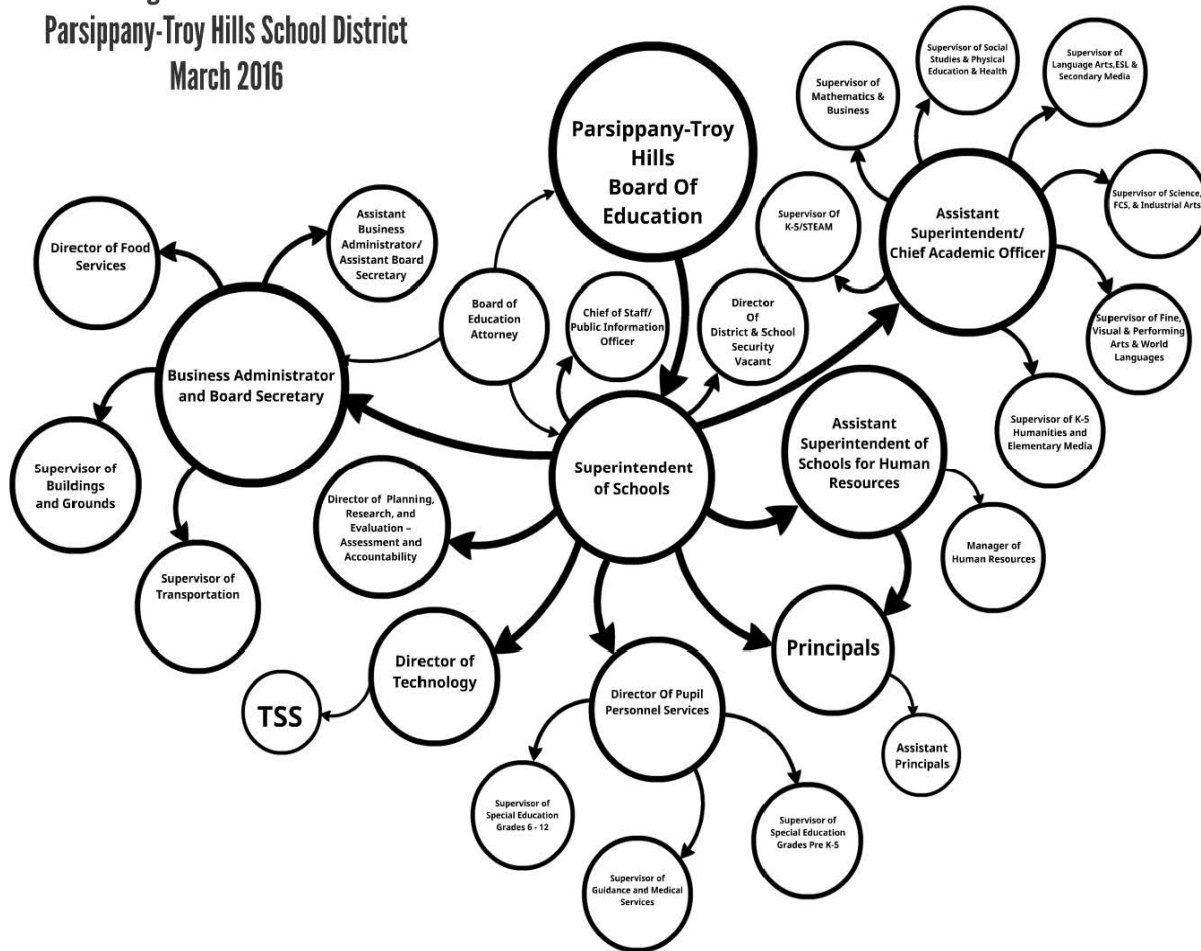 Parsippany-Troy Hills School District
March 2016
Parsippany-Troy
Hills
Board Of
Education
Supervisor of
Mathematics &
Business
Supervisor of Social
Studies & Physical
Education & Health
Supervisor of
Language Arts,ESL &
Secondary Media
Supervisor of Science,
FCS, & Industrial Arts
Supervisor Of
K-5/STEAM
Assistant
Superintendent/
Chief Academic Officer
Supervisor of Fine,
Visual & Performing
Arts & World
Languages
Supervisor of K-5
Humanities and
Elementary Media
Director of Food
Services
Assistant
Business
Administrator/
Assistant Board
Secretary
Board of
Education
Attorney
Chief of Staff/
Public Information
Officer
Director
Of
District & School
Security
Vacant
Business Administrator
and Board Secretary
Supervisor of
Buildings
and Grounds
Supervisor of
Transportation
Director of Planning,
Research, and
Evaluation –
Assessment and
Accountability
Superintendent
of Schools
Assistant
Superintendent of
Schools for Human
Resources
Manager of
Human Resources
Principals
Assistant
Principals
Director of
Technology
TSS
Director Of Pupil
Personnel Services
Supervisor of
Special Education
Grades 6 - 12
Supervisor of
Guidance and Medical
Services
Supervisor of
Special Education
Grades Pre K-5